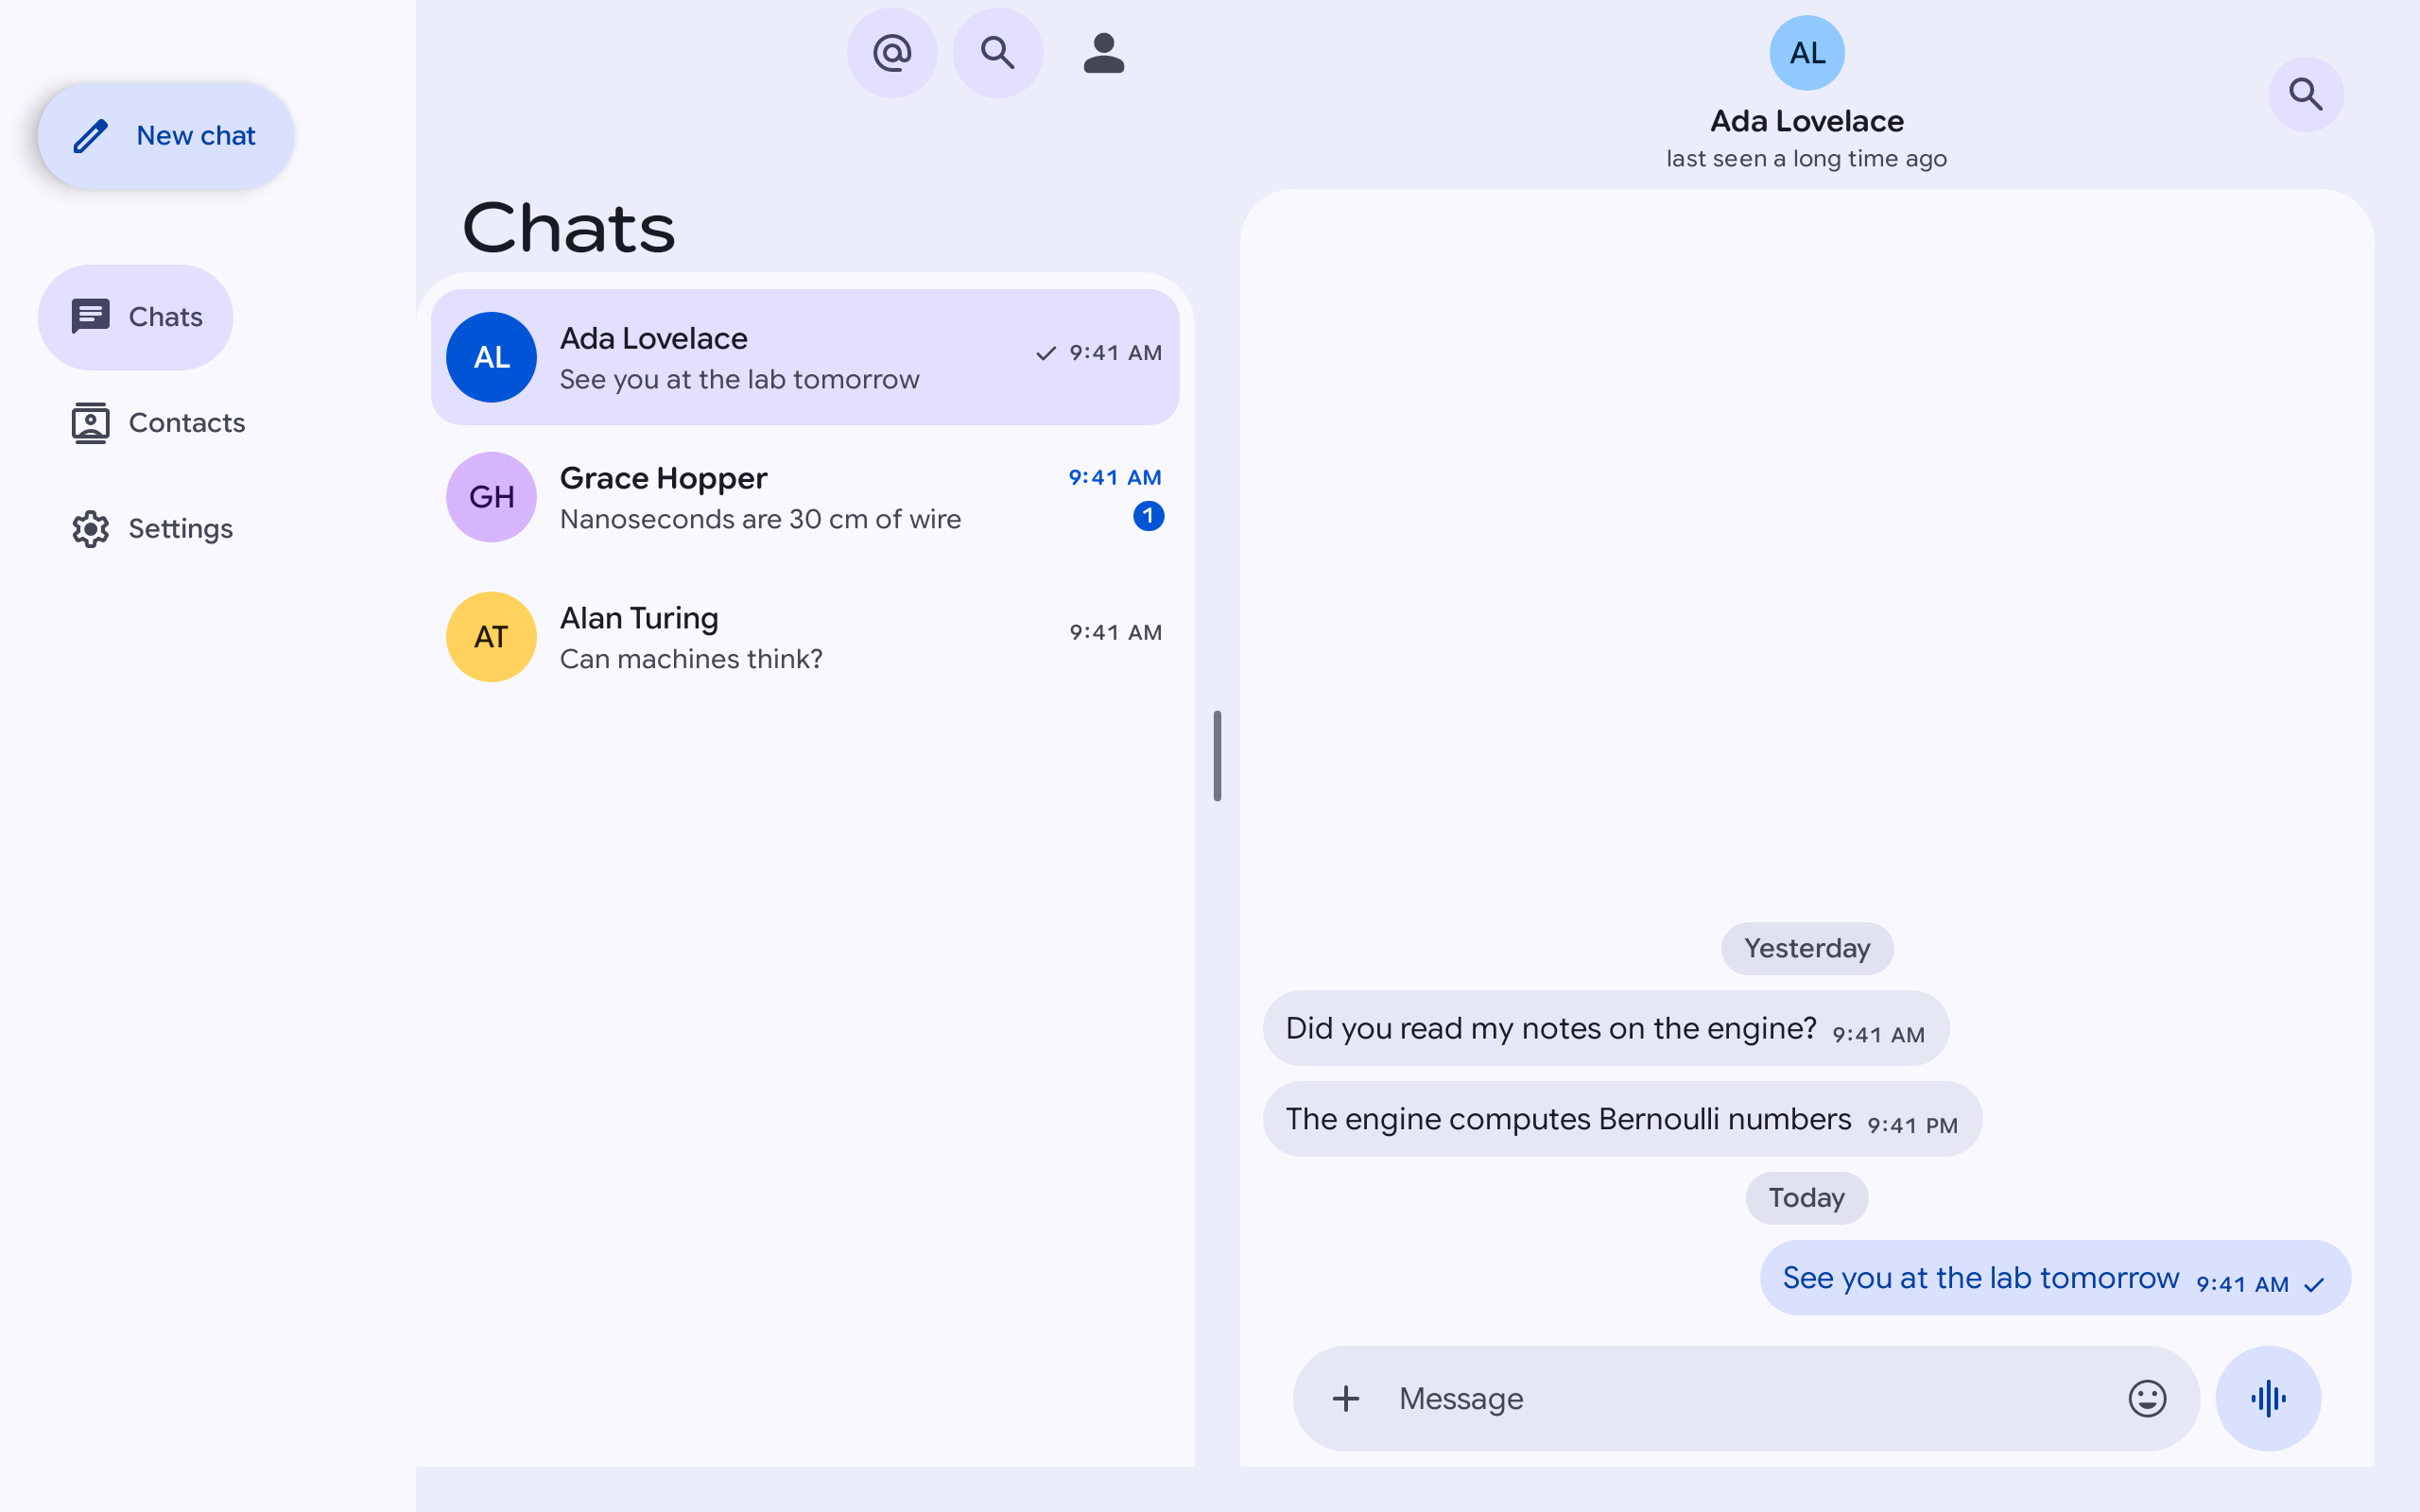 New chat
Chats
Contacts
Settings
Chats
AL
Ada Lovelace
9:41 AM
See you at the lab tomorrow
GH
Grace Hopper
9:41 AM
Nanoseconds are 30 cm of wire
1
AT
Alan Turing
9:41 AM
Can machines think?
AL
Ada Lovelace
last seen a long time ago
Yesterday
Did you read my notes on the engine? 9:41 AM
The engine computes Bernoulli numbers 9:41 PM
Today
See you at the lab tomorrow 9:41 AM
Message